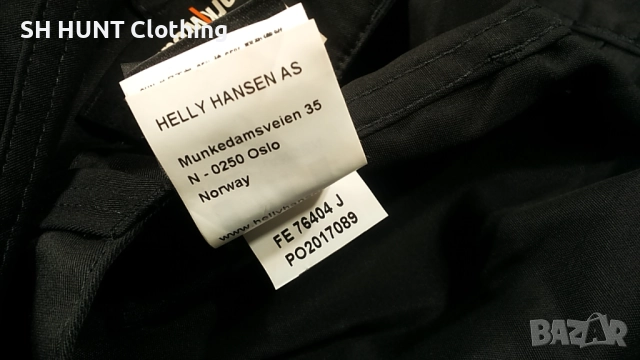 SH HUNT Clothing
HELLY HANSEN AS
Munkedamsveien 35
N - 0250 Oslo
Norway
FE 76404 J
PO2017089
BAZAR